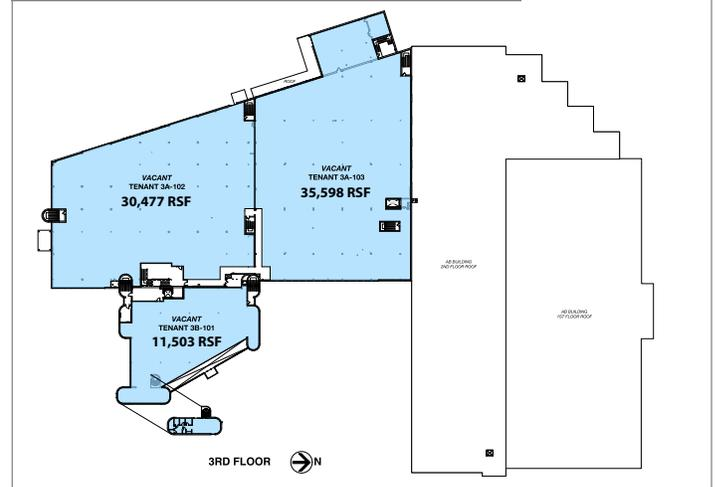 ROOF
VACANT
TENANT 3A-102
30,477 RSF
VACANT
TENANT 3A-103
35,598 RSF
AB BUILDING
2ND FLOOR ROOF
AB BUILDING
1ST FLOOR ROOF
VACANT
TENANT 3B-101
11,503 RSF
3RD FLOOR
N